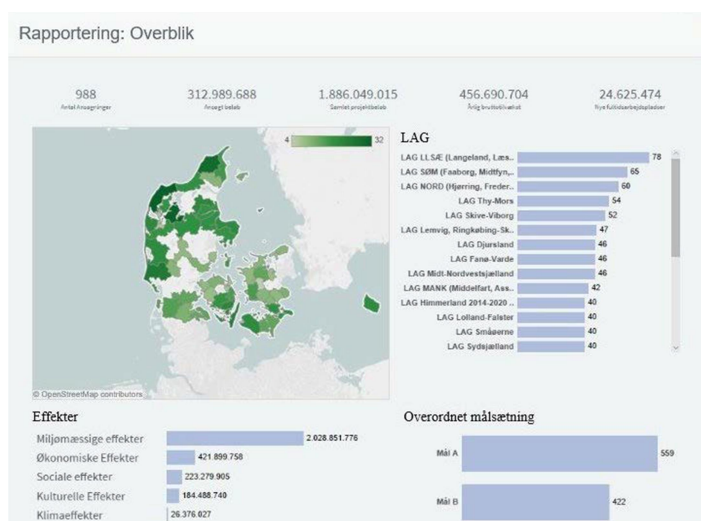 Rapportering: Overblik
988
Antal Ansøgninger
312.989.688
Ansøgt beløb
1.886.049.015
Samlet projektbeløb
456.690.704
Årlig bruttotilvækst
24.625.474
Nye fuldtidsarbejdspladser
4
32
© OpenStreetMap contributors
LAG
LAG LLSÆ (Langeland, Læs.. 78
LAG SØM (Faaborg, Midtfyn,.. 65
LAG NORD (Hjørring, Freder.. 60
LAG Thy-Mors 54
LAG Skive-Viborg 52
LAG Lemvig, Ringkøbing-Sk.. 47
LAG Djursland 46
LAG Fanø-Varde 46
LAG Midt-Nordvestsjælland 46
LAG MANK (Middelfart, Ass.. 42
LAG Himmerland 2014-2020 .. 40
LAG Lolland-Falster 40
LAG Småøerne 40
LAG Sydsjælland 40
Effekter
Miljømæssige effekter 2.028.851.776
Økonomiske Effekter 421.899.758
Sociale effekter 223.279.905
Kulturelle Effekter 184.488.740
Klimaeffekter 26.376.027
Overordnet målsætning
Mål A 559
Mål B 422